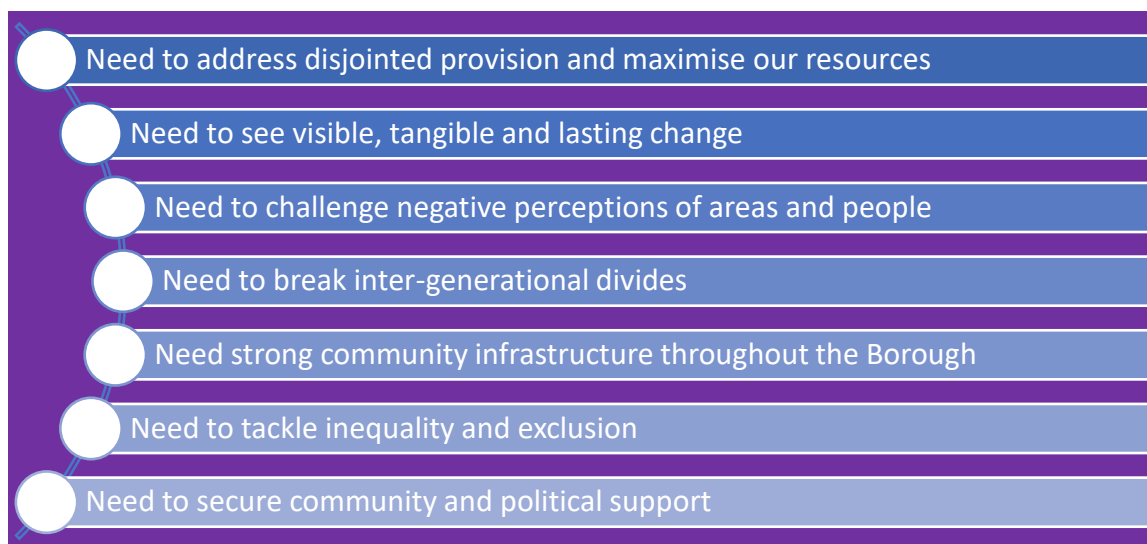 Need to address disjointed provision and maximise our resources
Need to see visible, tangible and lasting change
Need to challenge negative perceptions of areas and people
Need to break inter-generational divides
Need strong community infrastructure throughout the Borough
Need to tackle inequality and exclusion
Need to secure community and political support